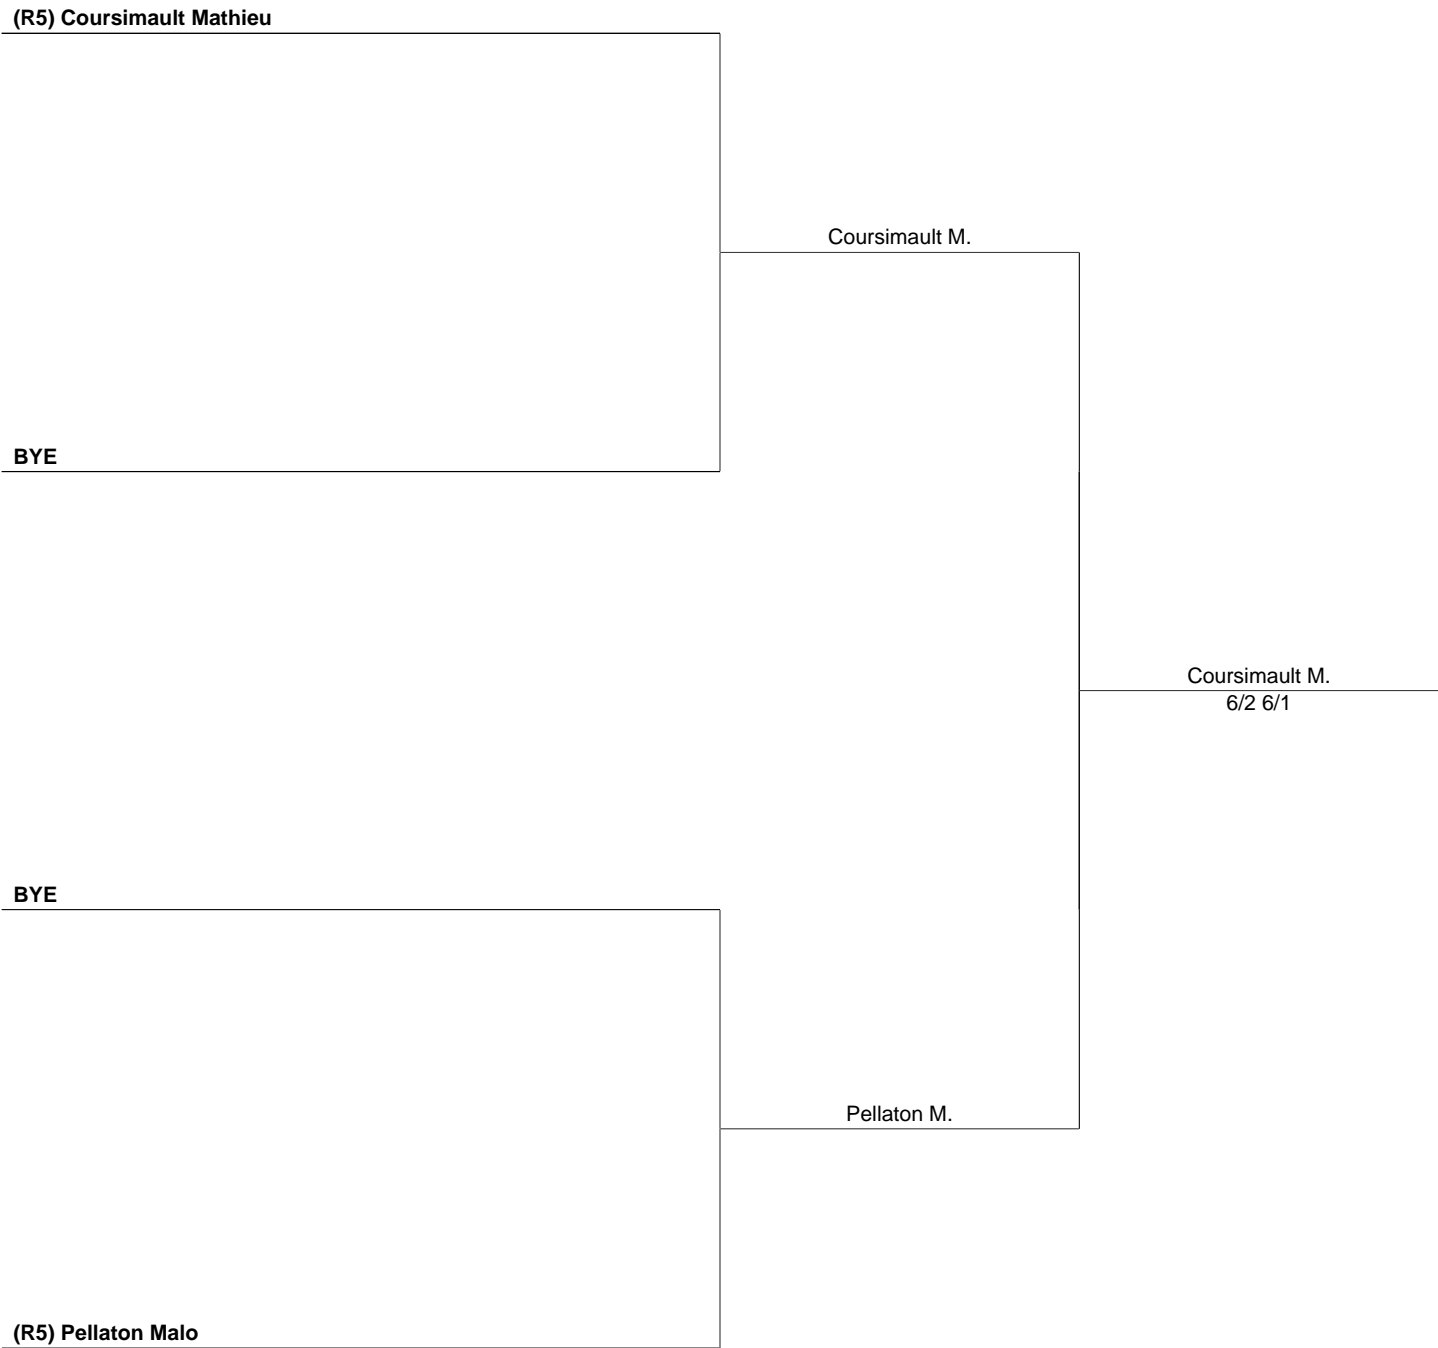 (R5) Coursimault Mathieu
Coursimault M.
BYE
Coursimault M.
6/2 6/1
BYE
Pellaton M.
(R5) Pellaton Malo